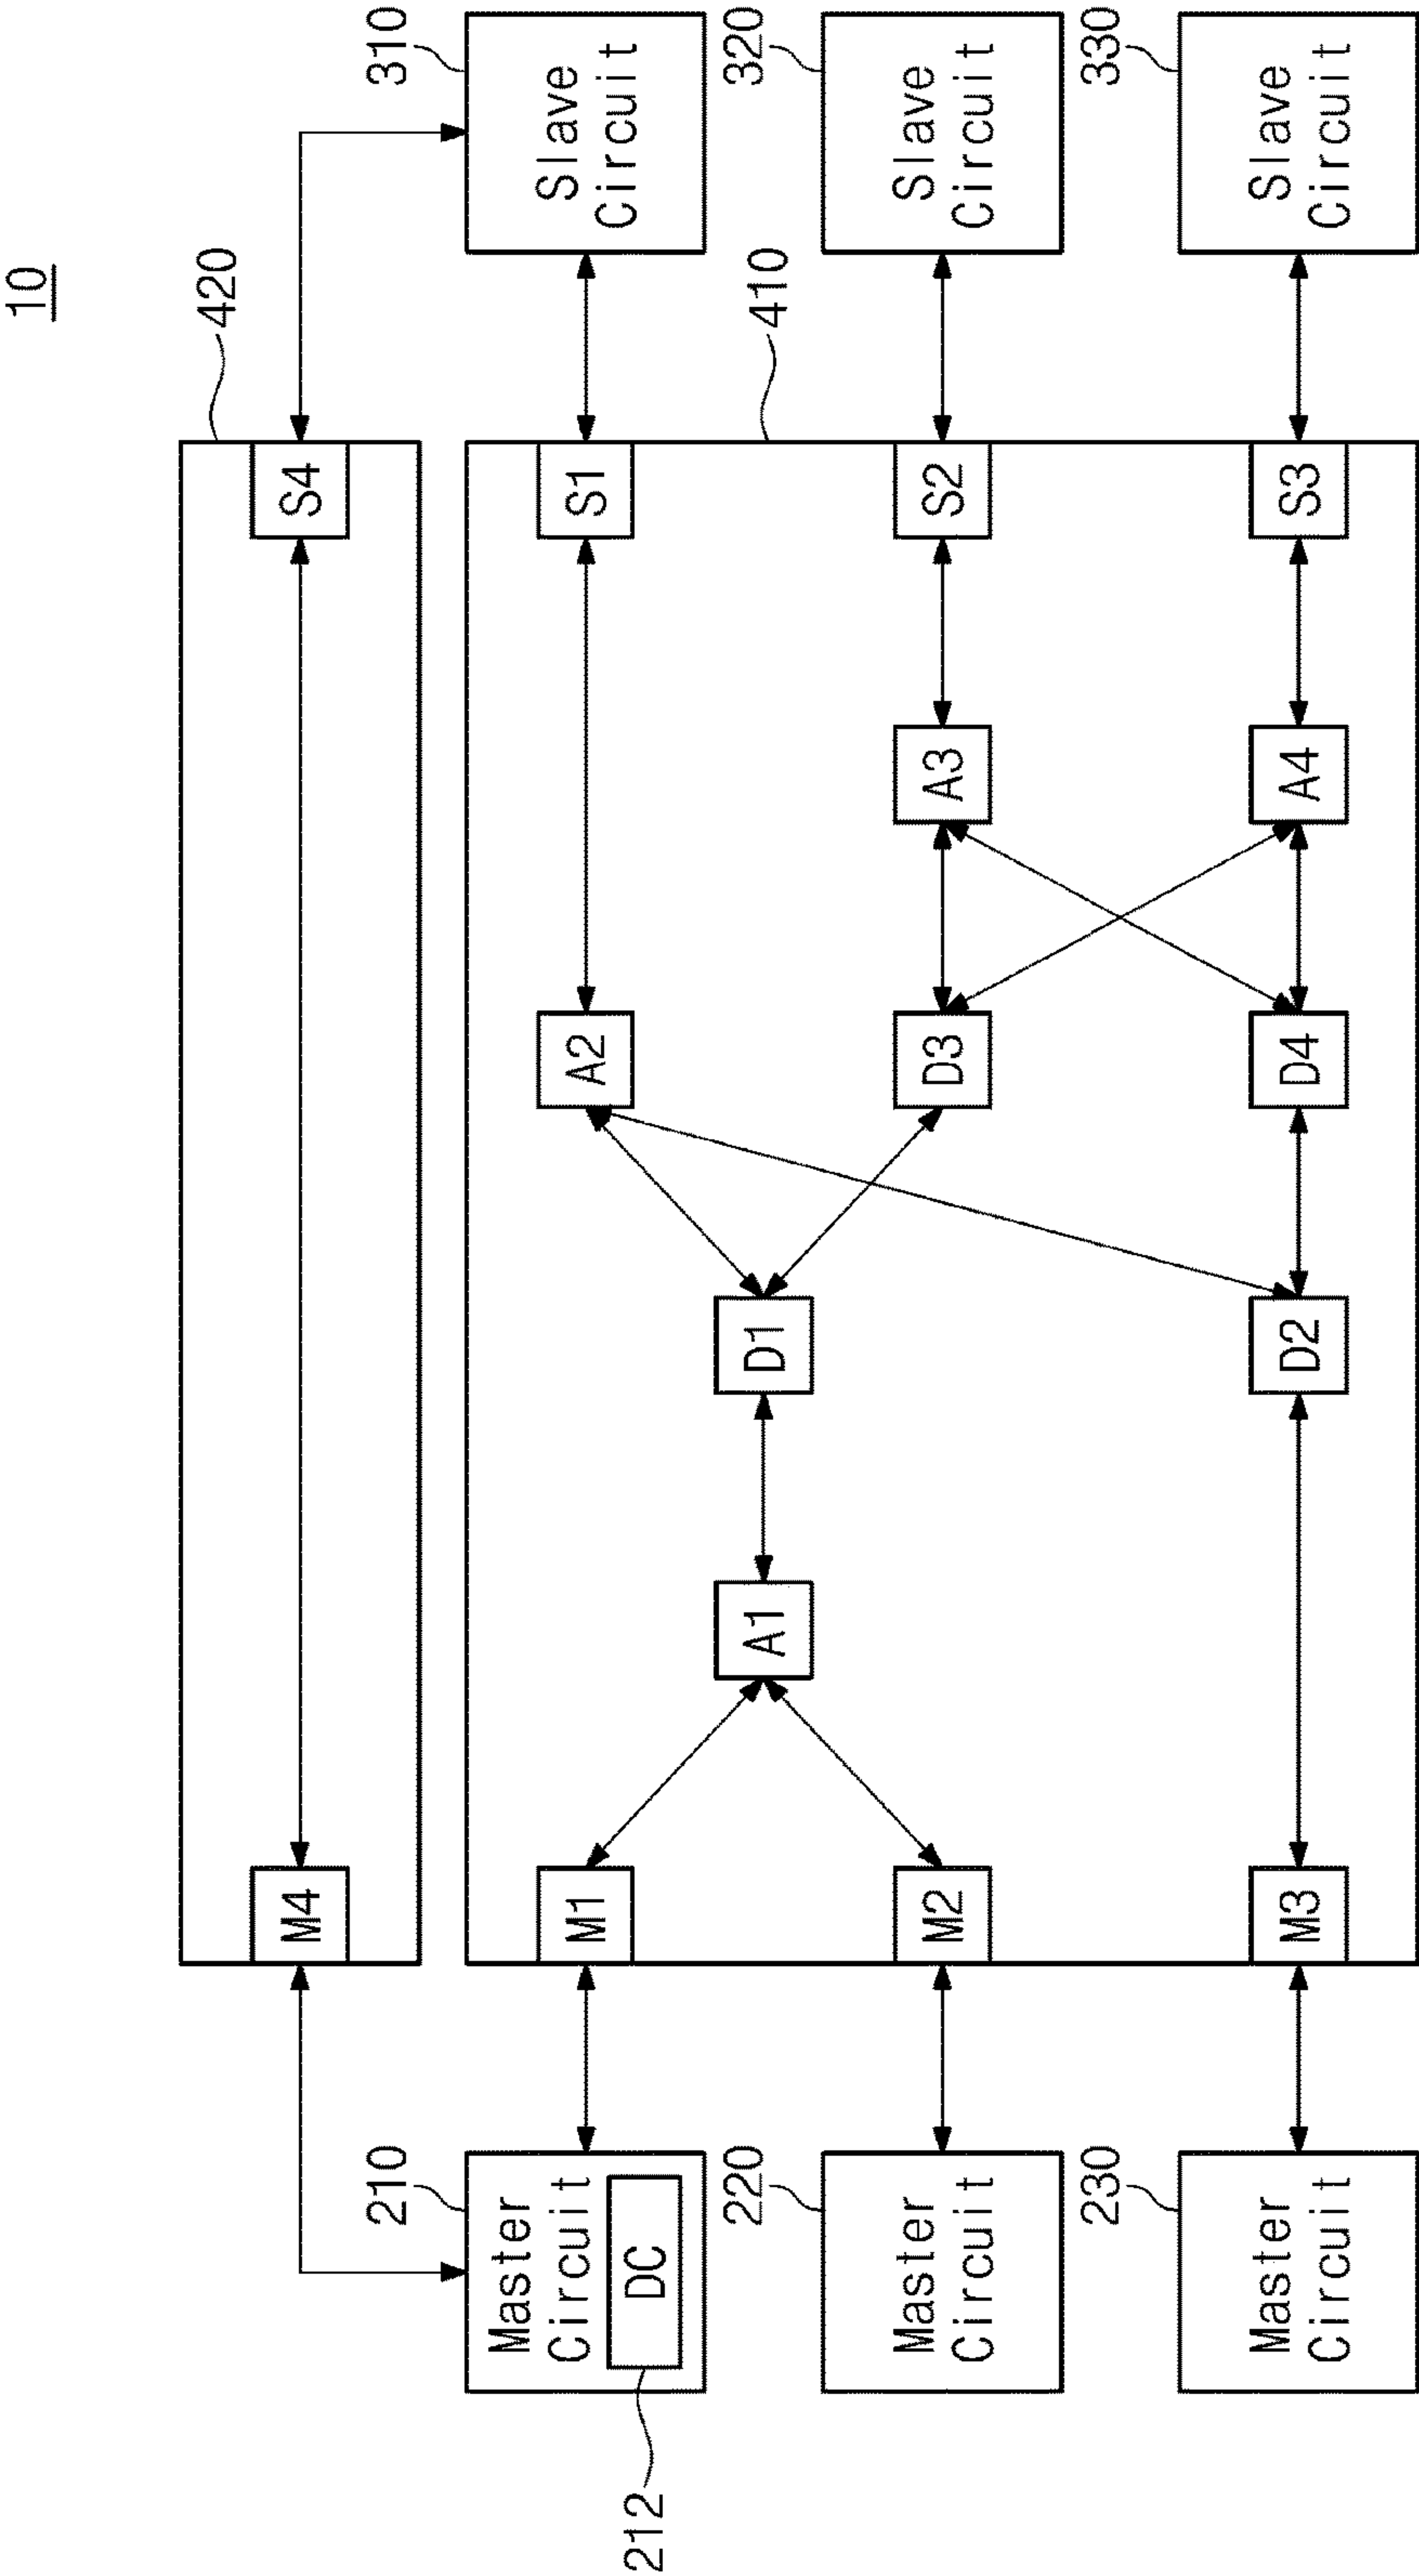 10
420
M4
S4
210
Master
Circuit
DC
212
M1
A1
D1
A2
S1
310
Slave
Circuit
220
Master
Circuit
M2
D3
A3
S2
410
320
Slave
Circuit
230
Master
Circuit
M3
D2
D4
A4
S3
330
Slave
Circuit